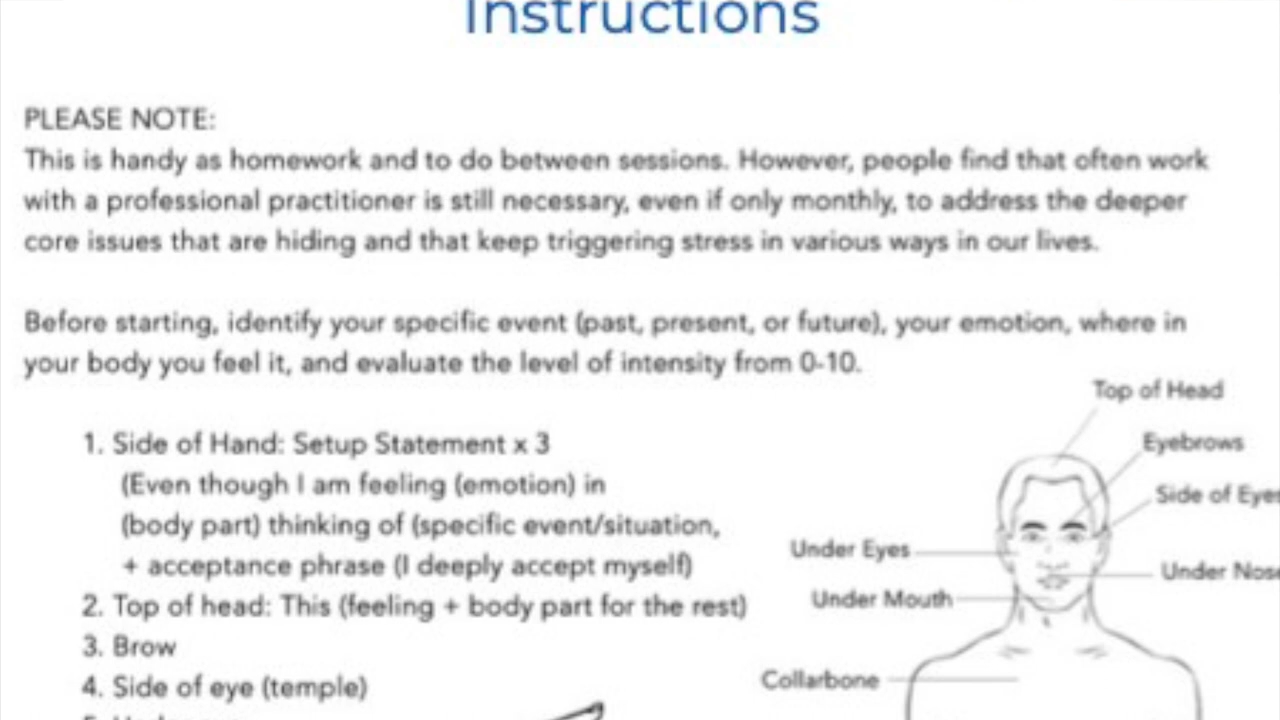 Instructions
PLEASE NOTE:
This is handy as homework and to do between sessions. However, people find that often work
with a professional practitioner is still necessary, even if only monthly, to address the deeper
core issues that are hiding and that keep triggering stress in various ways in our lives.
Before starting, identify your specific event (past, present, or future), your emotion, where in
your body you feel it, and evaluate the level of intensity from 0-10.
1. Side of Hand: Setup Statement x 3
(Even though I am feeling (emotion) in
(body part) thinking of (specific event/situation,
+ acceptance phrase (I deeply accept myself)
2. Top of head: This (feeling + body part for the rest)
3. Brow
4. Side of eye (temple)
Top of Head
Eyebrows
Side of Eyes
Under Eyes
Under Nose
Under Mouth
Collarbone